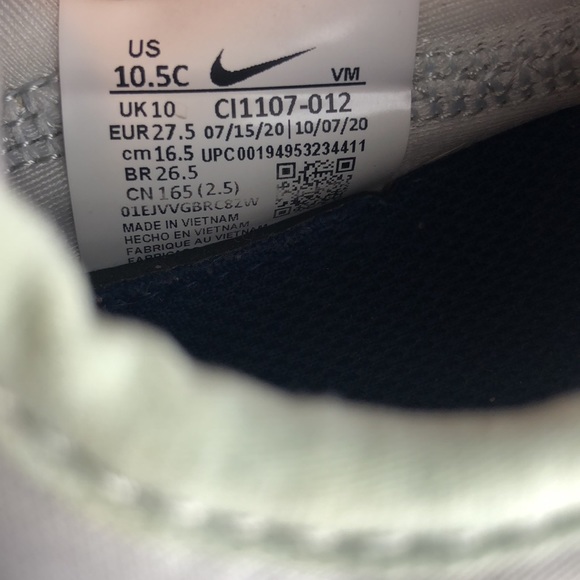 US
10.5C VM
UK 10 CI1107-012
EUR 27.5 07/15/20 | 10/07/20
cm 16.5 UPC00194953234411
BR 26.5
CN 165 (2.5)
01EJVVGBRC82W
MADE IN VIETNAM
HECHO EN VIETNAM
FABRIQUE AU VIETNAM